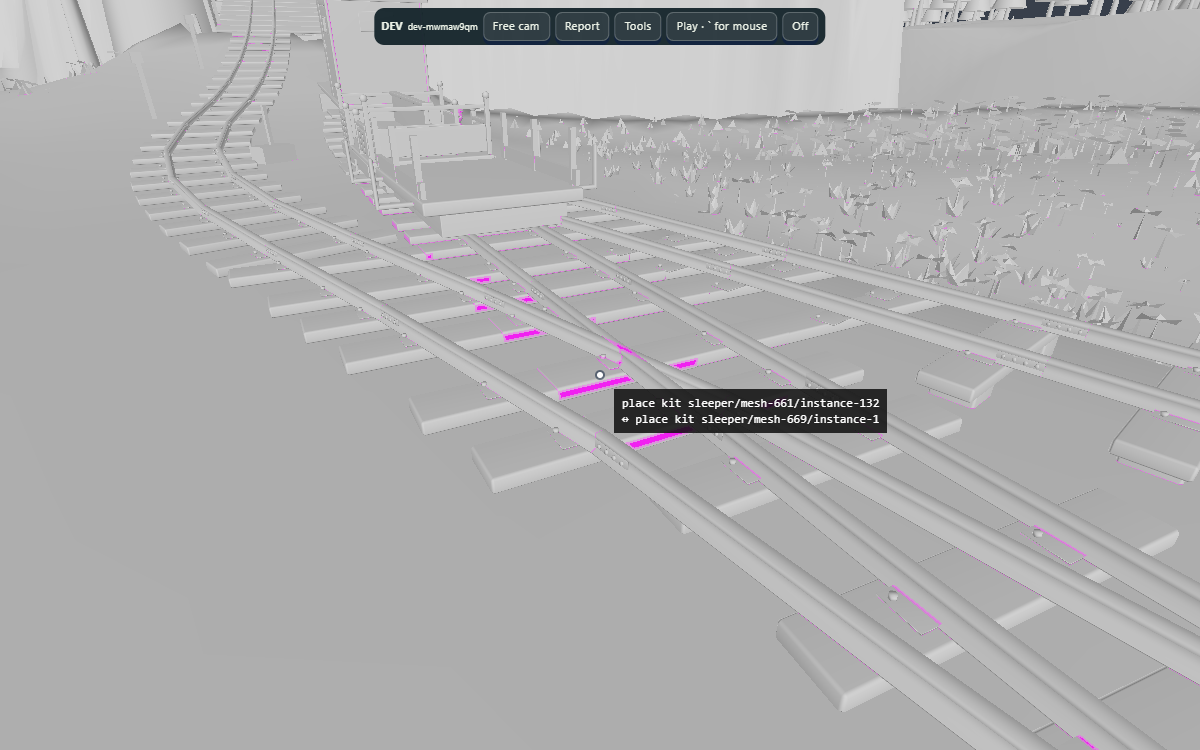 DEV dev-mwmaw9qm Free cam Report Tools Play · ` for mouse Off
place kit sleeper/mesh-661/instance-132
↔ place kit sleeper/mesh-669/instance-1